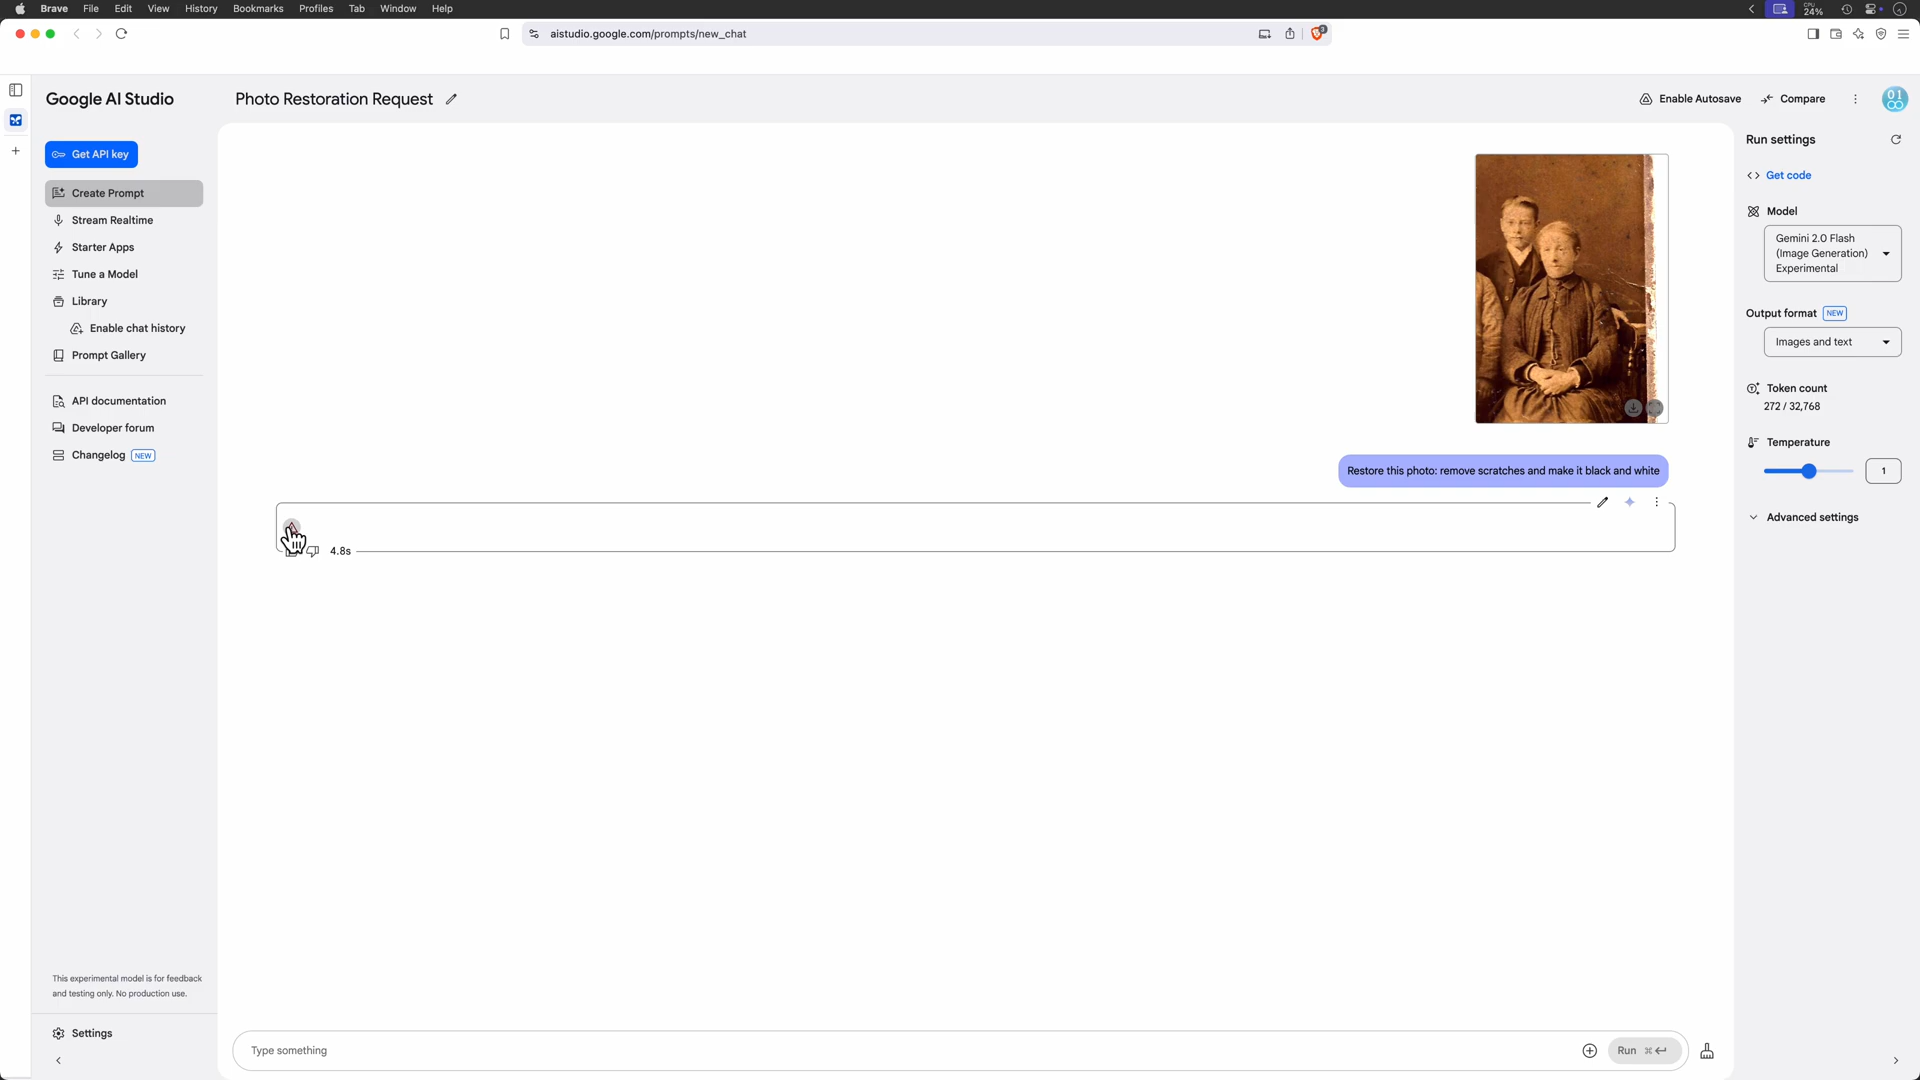 Brave File Edit View History Bookmarks Profiles Tab Window Help
CPU
24%
aistudio.google.com/prompts/new_chat
3
Google AI Studio
Photo Restoration Request
Enable Autosave
Compare
01
Get API key
Create Prompt
Stream Realtime
Starter Apps
Tune a Model
Library
Enable chat history
Prompt Gallery
API documentation
Developer forum
Changelog NEW
Restore this photo: remove scratches and make it black and white
4.8s
Run settings
Get code
Model
Gemini 2.0 Flash
(Image Generation)
Experimental
Output format NEW
Images and text
Token count
272 / 32,768
Temperature
1
Advanced settings
This experimental model is for feedback
and testing only. No production use.
Settings
Type something
Run ⌘↵